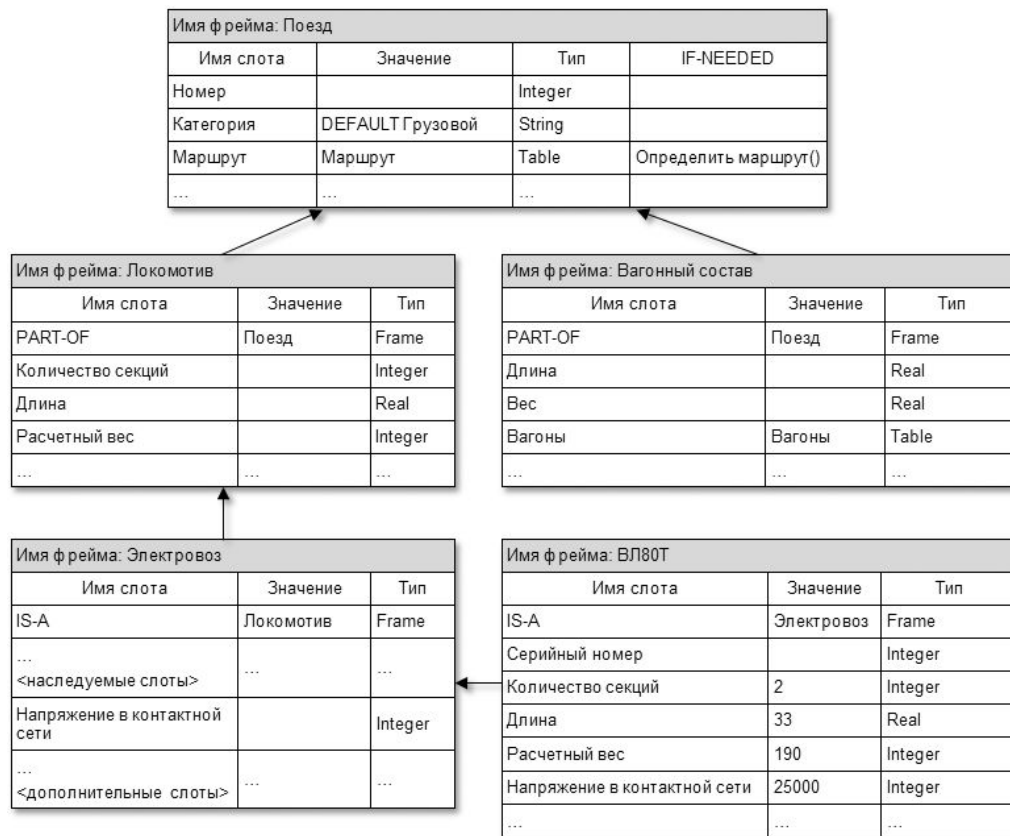 Имя фрейма: Поезд
Имя слота Значение Тип IF-NEEDED
Номер Integer
Категория DEFAULT Грузовой String
Маршрут Маршрут Table Определить маршрут()
... ... ...
Имя фрейма: Локомотив
Имя слота Значение Тип
PART-OF Поезд Frame
Количество секций Integer
Длина Real
Расчетный вес Integer
... ... ...
Имя фрейма: Вагонный состав
Имя слота Значение Тип
PART-OF Поезд Frame
Длина Real
Вес Real
Вагоны Вагоны Table
... ... ...
Имя фрейма: Электровоз
Имя слота Значение Тип
IS-A Локомотив Frame
... ... ...
<наследуемые слоты>
Напряжение в контактной
сети Integer
... ... ...
<дополнительные слоты>
Имя фрейма: ВЛ80Т
Имя слота Значение Тип
IS-A Электровоз Frame
Серийный номер Integer
Количество секций 2 Integer
Длина 33 Real
Расчетный вес 190 Integer
Напряжение в контактной сети 25000 Integer
... ... ...